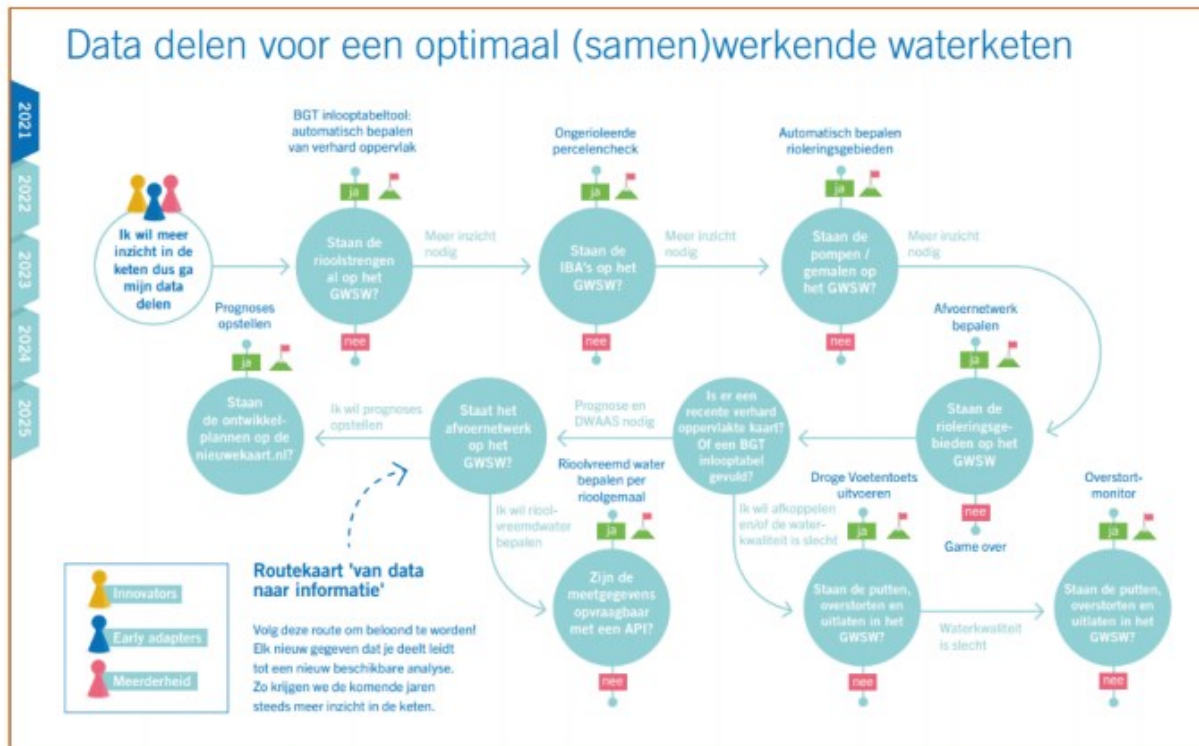 Data delen voor een optimaal (samen)werkende waterketen
2021
2022
2023
2024
2025
Ik wil meer
inzicht in de
keten dus ga
mijn data
delen
BGT inlooptabeltool:
automatisch bepalen
van verhard oppervlak
ja
Staan de
rioolstrengen
al op het
GWSW?
nee
Meer inzicht
nodig
Ongerioleerde
percelencheck
ja
Staan de
IBA's op het
GWSW?
nee
Meer inzicht
nodig
Automatisch bepalen
rioleringsgebieden
ja
Staan de
pompen /
gemalen op
het GWSW?
nee
Meer inzicht
nodig
Afvoernetwerk
bepalen
ja
Staan de
rioleringsge-
bieden op het
GWSW
nee
Game over
Is er een
recente verhard
oppervlakte kaart?
Of een BGT
inlooptabel
gevuld?
Prognose en
DWAAS nodig
Staat het
afvoernetwerk
op het
GWSW?
Ik wil prognoses
opstellen
Prognoses
opstellen
ja
Staan
de ontwikkel-
plannen op de
nieuwekaart.nl?
Ik wil riool-
vreemdwater
bepalen
Rioolvreemd water
bepalen per
rioolgemaal
ja
Zijn de
meetgegevens
opvraagbaar
met een API?
nee
Ik wil afkoppelen
en/of de water-
kwaliteit is slecht
Droge Voetentoets
uitvoeren
ja
Staan de putten,
overstorten en
uitlaten in het
GWSW?
nee
Waterkwaliteit
is slecht
Overstort-
monitor
ja
Staan de putten,
overstorten en
uitlaten in het
GWSW?
nee
Innovators
Early adapters
Meerderheid
Routekaart 'van data
naar informatie'
Volg deze route om beloond te worden!
Elk nieuw gegeven dat je deelt leidt
tot een nieuw beschikbare analyse.
Zo krijgen we de komende jaren
steeds meer inzicht in de keten.